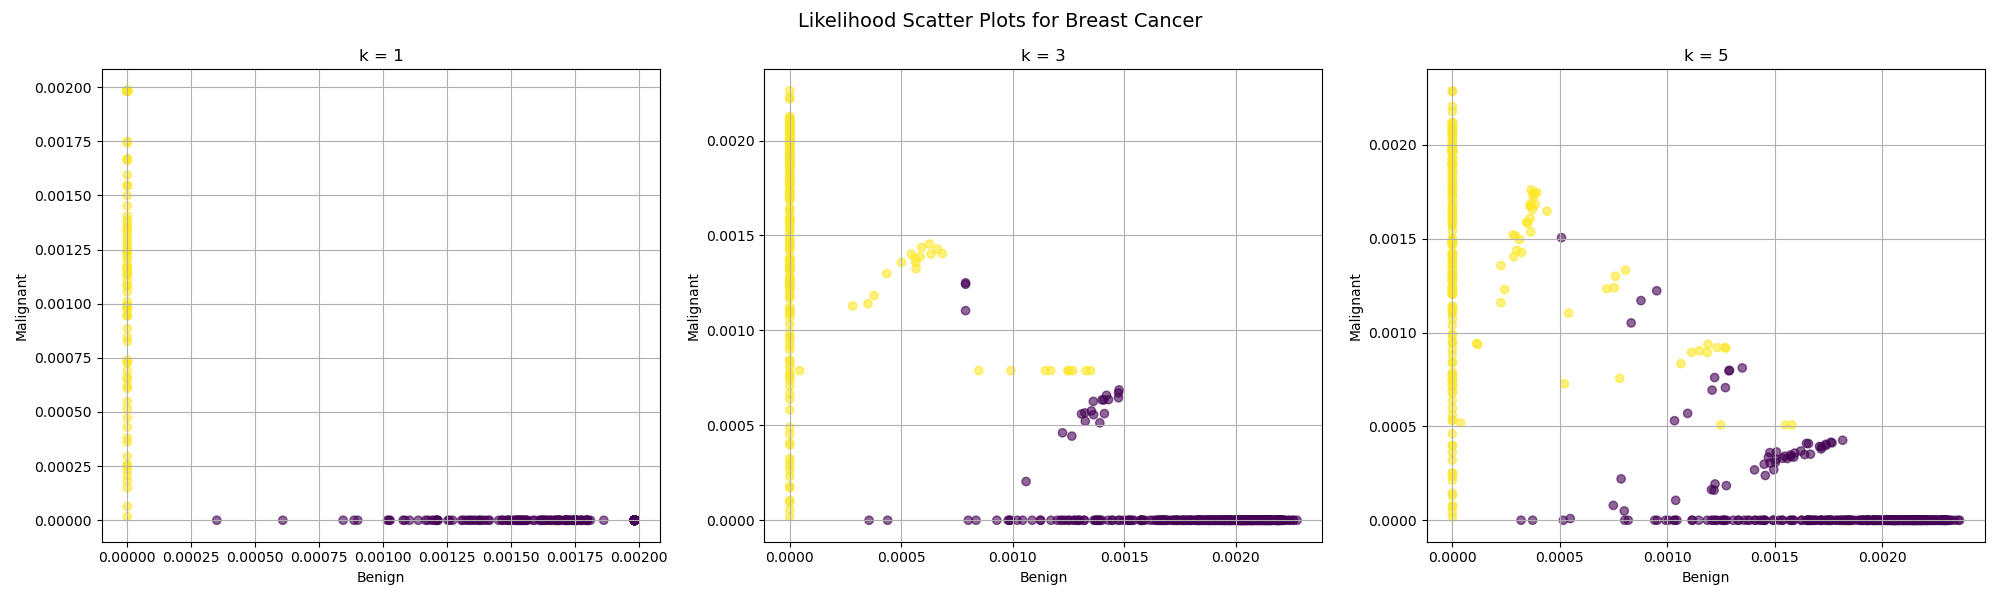 Likelihood Scatter Plots for Breast Cancer
k = 1
0.00200
0.00175
0.00150
0.00125
0.00100
0.00075
0.00050
0.00025
0.00000
Malignant
0.00000 0.00025 0.00050 0.00075 0.00100 0.00125 0.00150 0.00175 0.00200
Benign
k = 3
0.0020
0.0015
0.0010
0.0005
0.0000
Malignant
0.0000 0.0005 0.0010 0.0015 0.0020
Benign
k = 5
0.0020
0.0015
0.0010
0.0005
0.0000
Malignant
0.0000 0.0005 0.0010 0.0015 0.0020
Benign